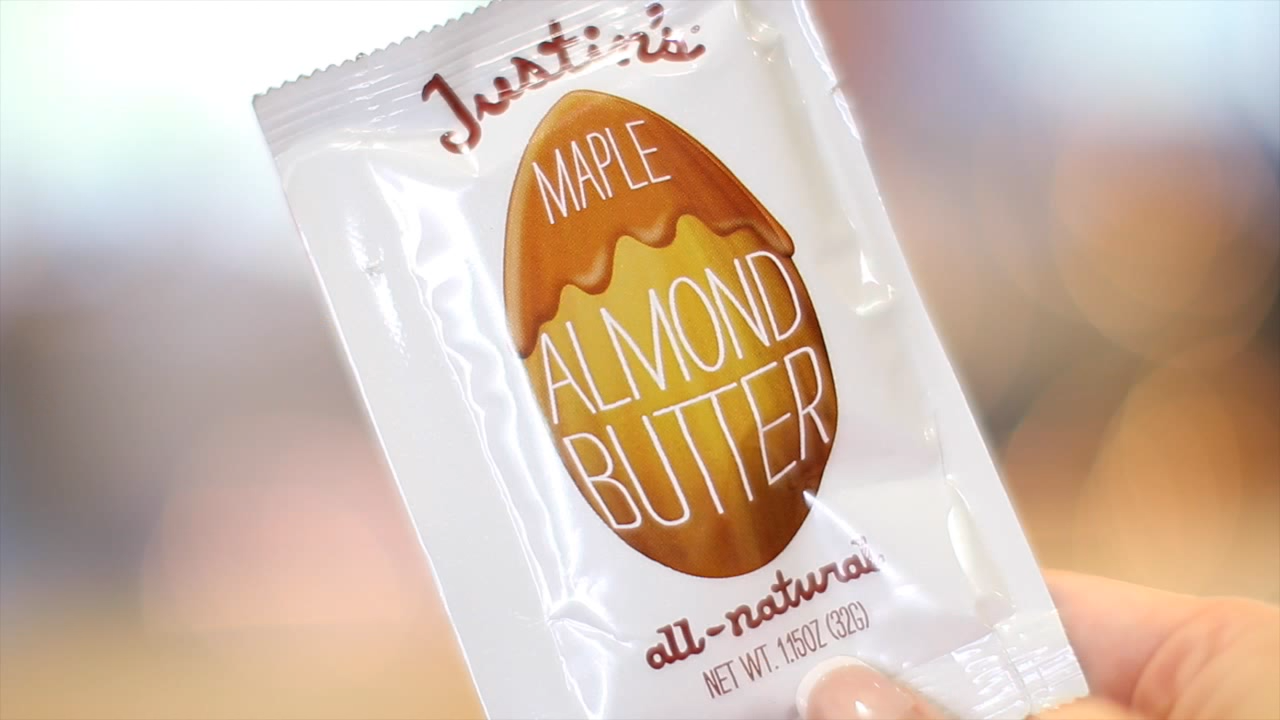 Justin's
MAPLE
ALMOND
BUTTER
all-natural
NET WT. 1.15OZ (32G)